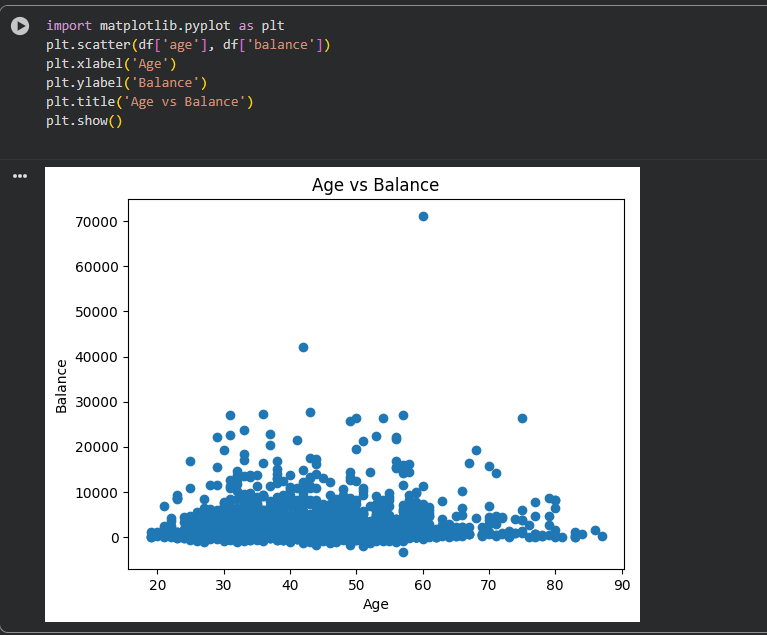 import matplotlib.pyplot as plt
plt.scatter(df['age'], df['balance'])
plt.xlabel('Age')
plt.ylabel('Balance')
plt.title('Age vs Balance')
plt.show()
Age vs Balance
70000
60000
50000
40000
30000
20000
10000
0
Balance
20 30 40 50 60 70 80 90
Age